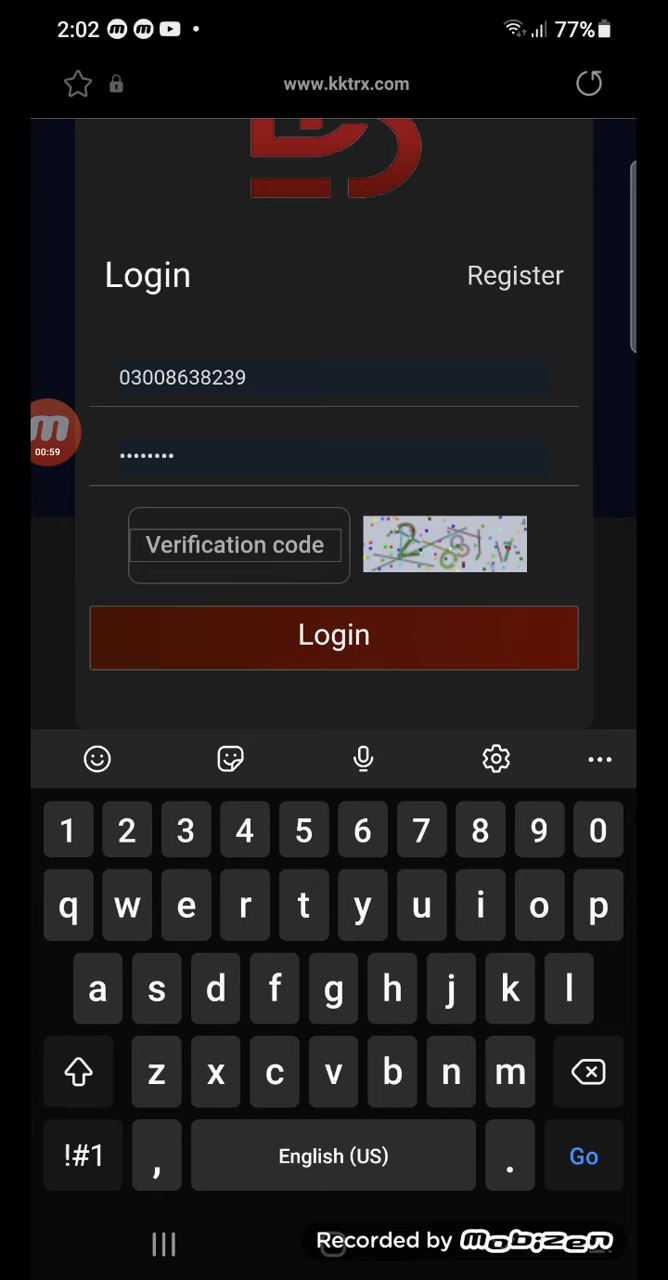 2:02 77%
www.kktrx.com
Login Register
03008638239
m
00:59
••••••••
Verification code
Login
1 2 3 4 5 6 7 8 9 0
q w e r t y u i o p
a s d f g h j k l
z x c v b n m
!#1 , English (US) . Go
Recorded by mobizen